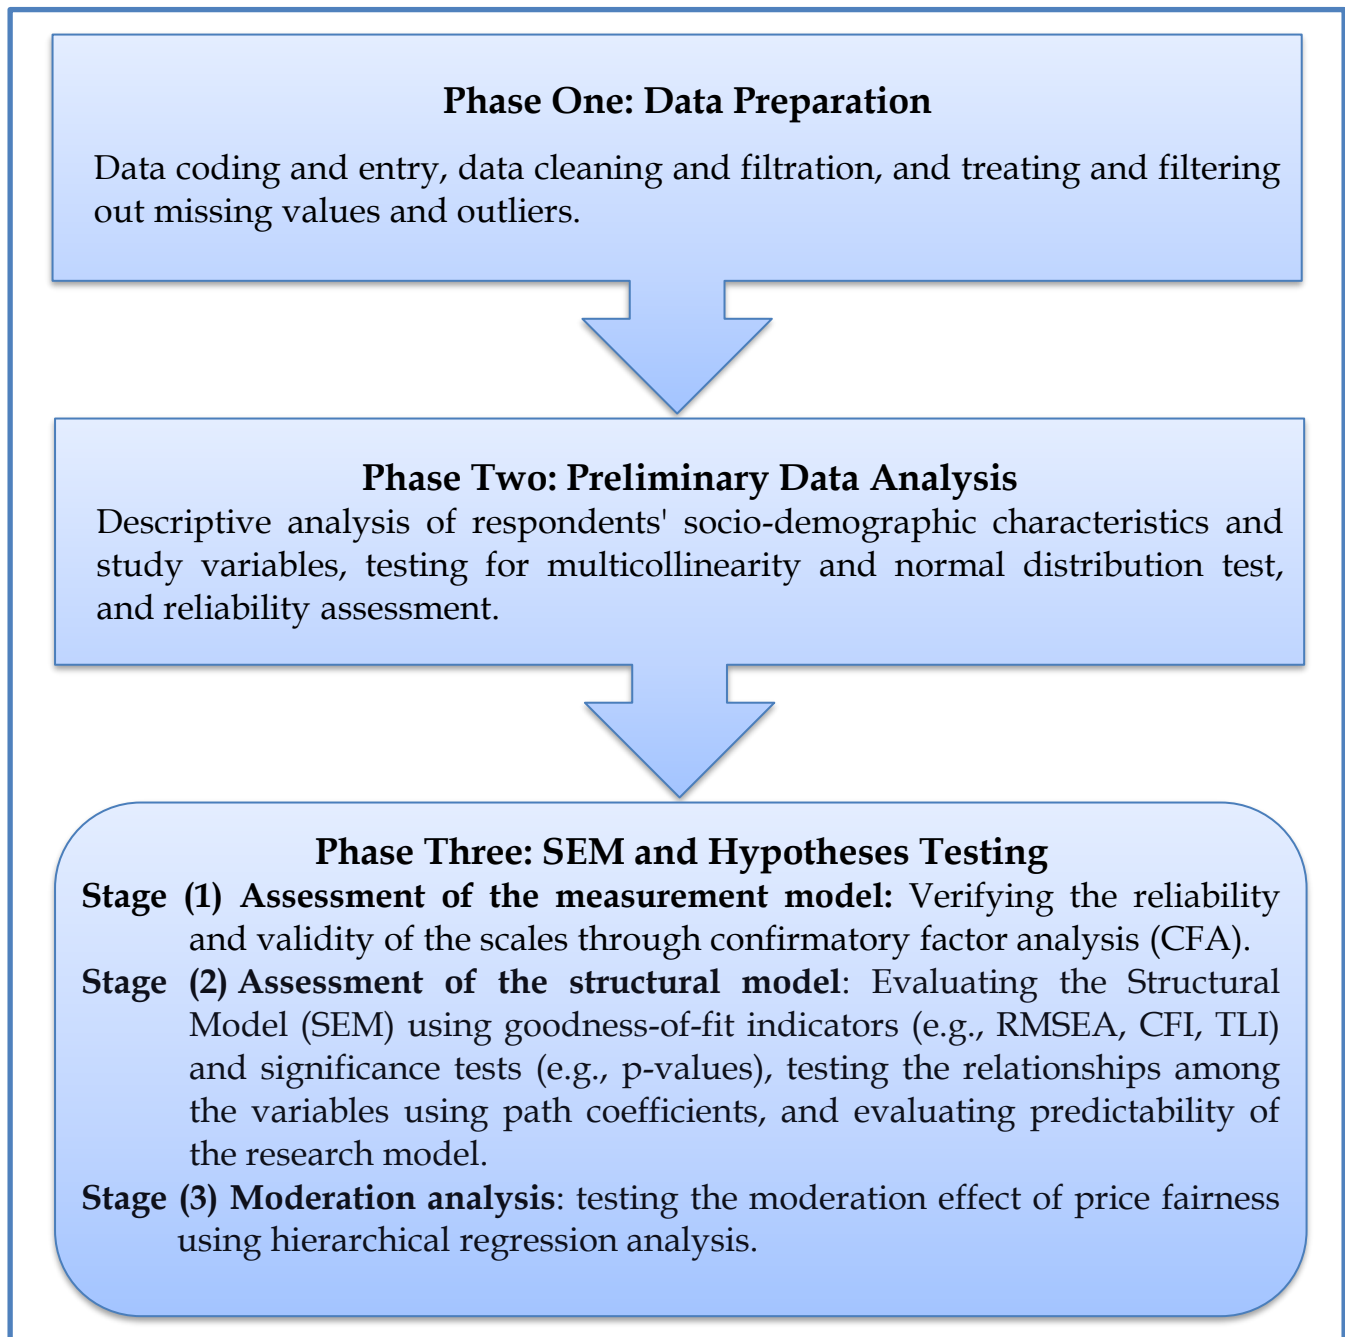 Phase One: Data Preparation
Data coding and entry, data cleaning and filtration, and treating and filtering
out missing values and outliers.
Phase Two: Preliminary Data Analysis
Descriptive analysis of respondents' socio-demographic characteristics and
study variables, testing for multicollinearity and normal distribution test,
and reliability assessment.
Phase Three: SEM and Hypotheses Testing
Stage (1) Assessment of the measurement model: Verifying the reliability
and validity of the scales through confirmatory factor analysis (CFA).
Stage (2) Assessment of the structural model: Evaluating the Structural
Model (SEM) using goodness-of-fit indicators (e.g., RMSEA, CFI, TLI)
and significance tests (e.g., p-values), testing the relationships among
the variables using path coefficients, and evaluating predictability of
the research model.
Stage (3) Moderation analysis: testing the moderation effect of price fairness
using hierarchical regression analysis.